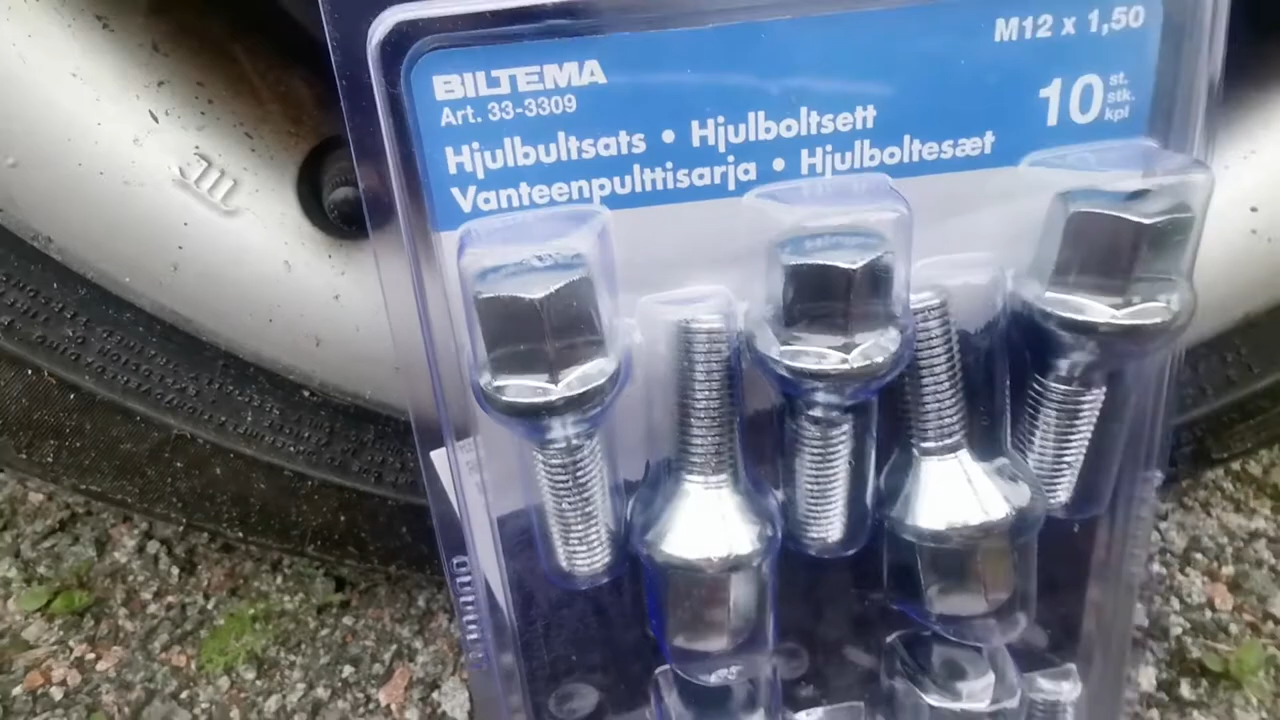 M12 x 1,50
BILTEMA
Art. 33-3309
10 st. stk. kpl
Hjulbultsats • Hjulboltsett
Vanteenpulttisarja • Hjulboltesæt